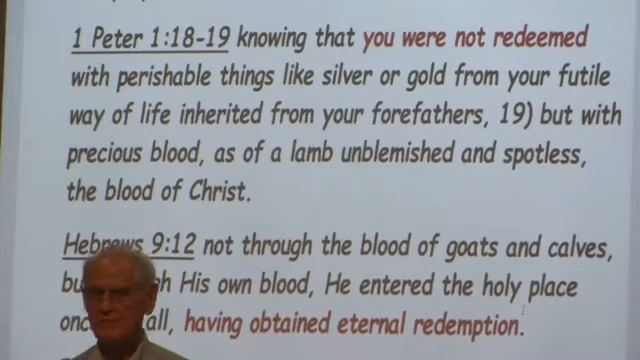 1 Peter 1:18-19 knowing that you were not redeemed
with perishable things like silver or gold from your futile
way of life inherited from your forefathers, 19) but with
precious blood, as of a lamb unblemished and spotless,
the blood of Christ.
Hebrews 9:12 not through the blood of goats and calves,
His own blood, He entered the holy place
all, having obtained eternal redemption.